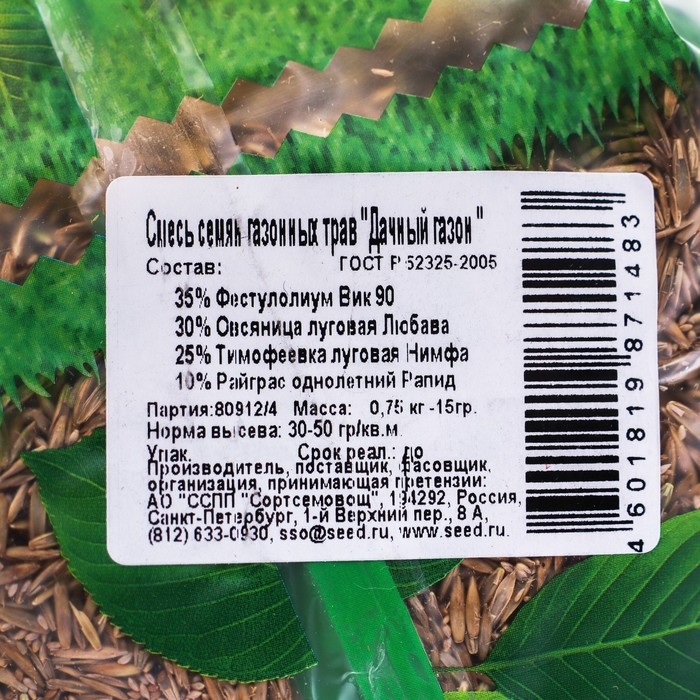 Смесь семян газонных трав "Дачный газон"
Состав: ГОСТ Р 52325-2005
35% Фестулолиум Вик 90
30% Овсяница луговая Любава
25% Тимофеевка луговая Нимфа
10% Райграс однолетний Рапид
Партия:80912/4 Масса: 0,75 кг -15гр.
Норма высева: 30-50 гр/кв.м.
Упак. Срок реал.: до
Производитель, поставщик, фасовщик,
организация, принимающая претензии:
АО "ССПП "Сортсемовощ", 194292, Россия,
Санкт-Петербург, 1-й Верхний пер., 8 А,
(812) 633-0930, sso@seed.ru, www.seed.ru.
4601819871483